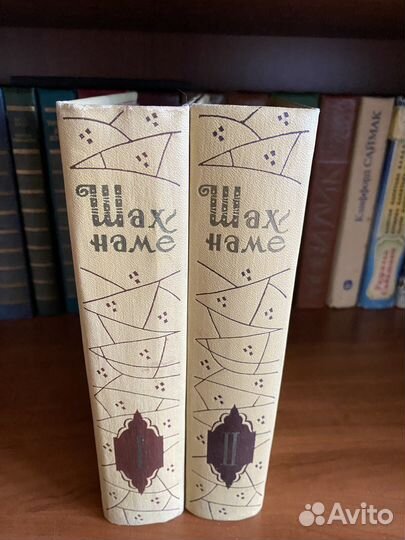 Шах-
наме
I
Шах-
наме
II
Клиффорд САЙМАК
Avito